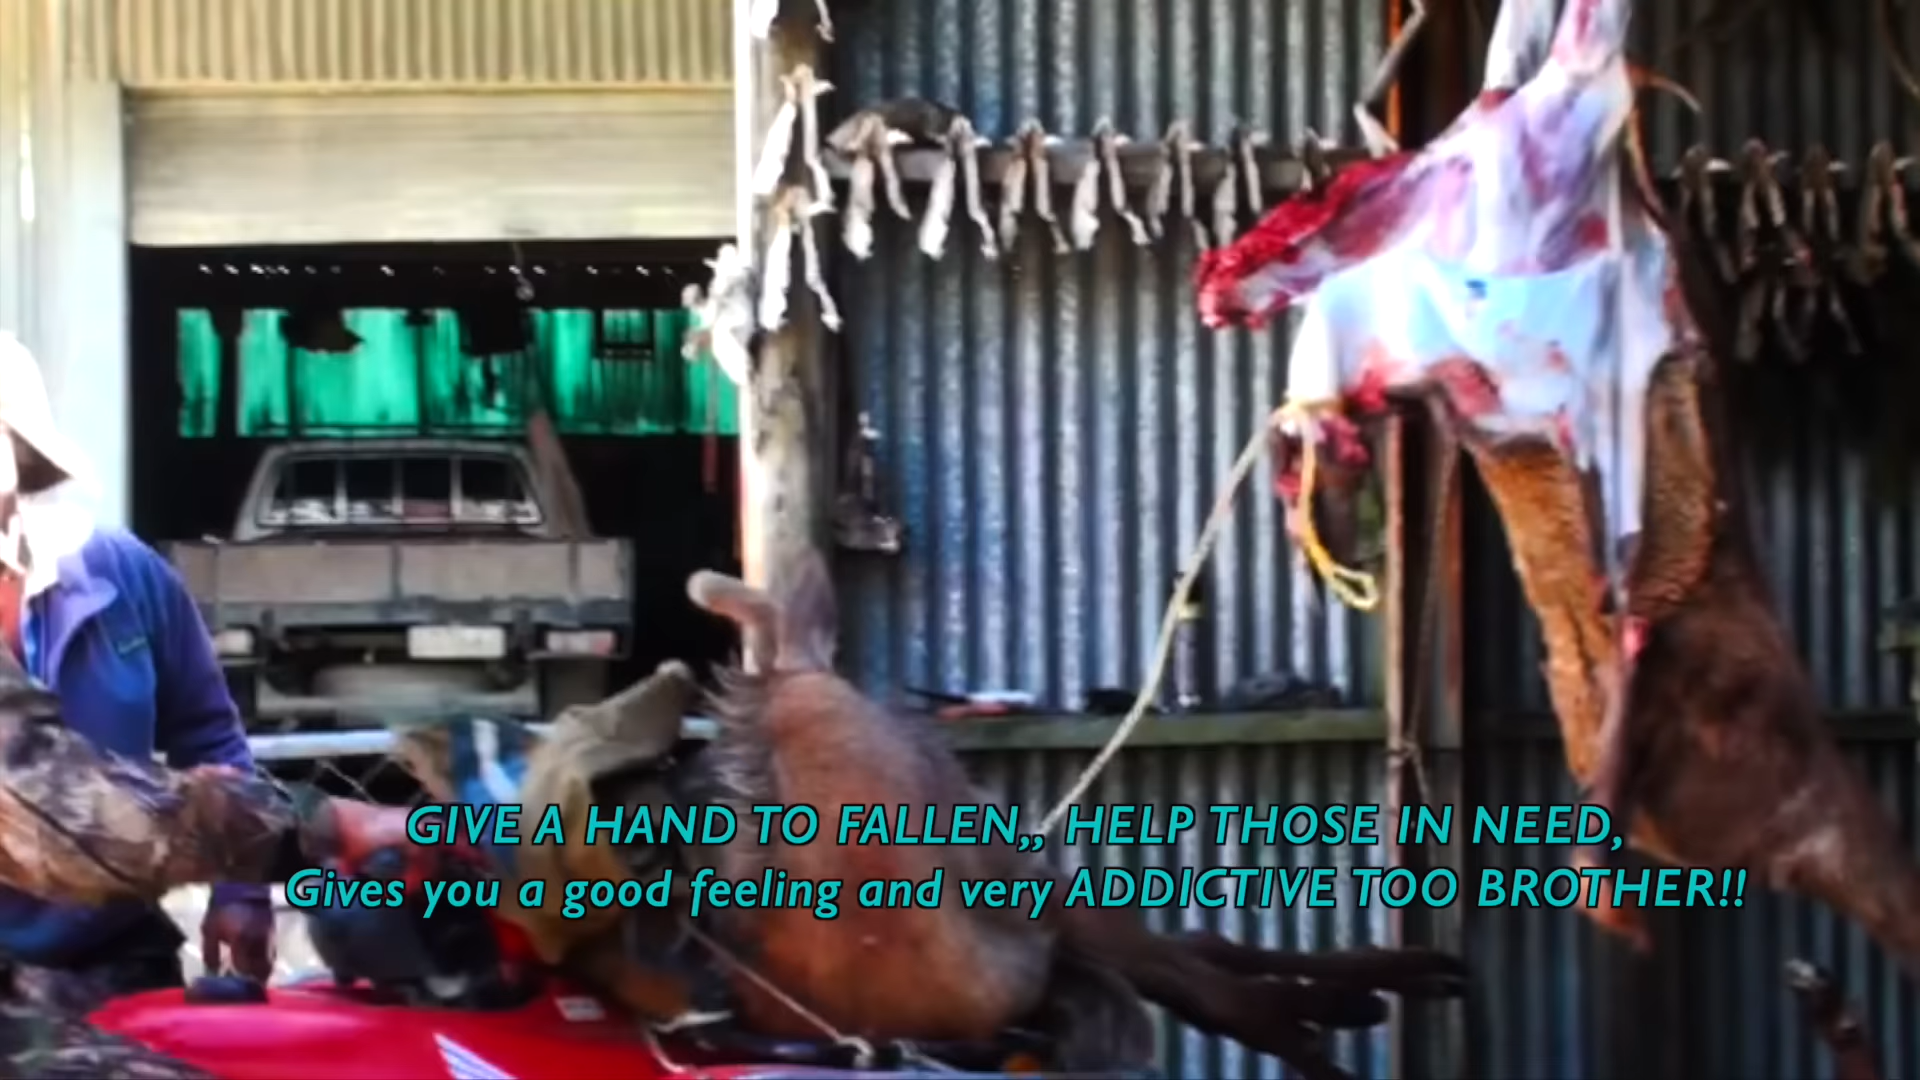 GIVE A HAND TO FALLEN,, HELP THOSE IN NEED,
Gives you a good feeling and very ADDICTIVE TOO BROTHER!!